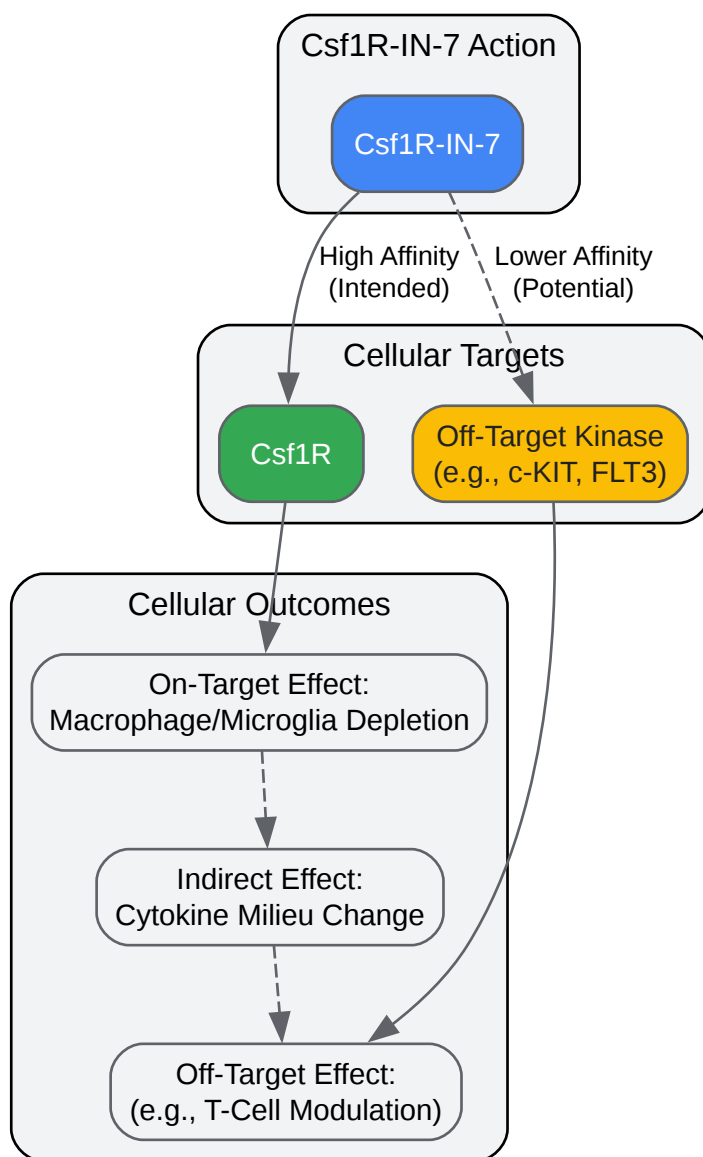 Csf1R-IN-7 Action
Csf1R-IN-7
High Affinity
(Intended)
Lower Affinity
(Potential)
Cellular Targets
Csf1R
Off-Target Kinase
(e.g., c-KIT, FLT3)
Cellular Outcomes
On-Target Effect:
Macrophage/Microglia Depletion
Indirect Effect:
Cytokine Milieu Change
Off-Target Effect:
(e.g., T-Cell Modulation)